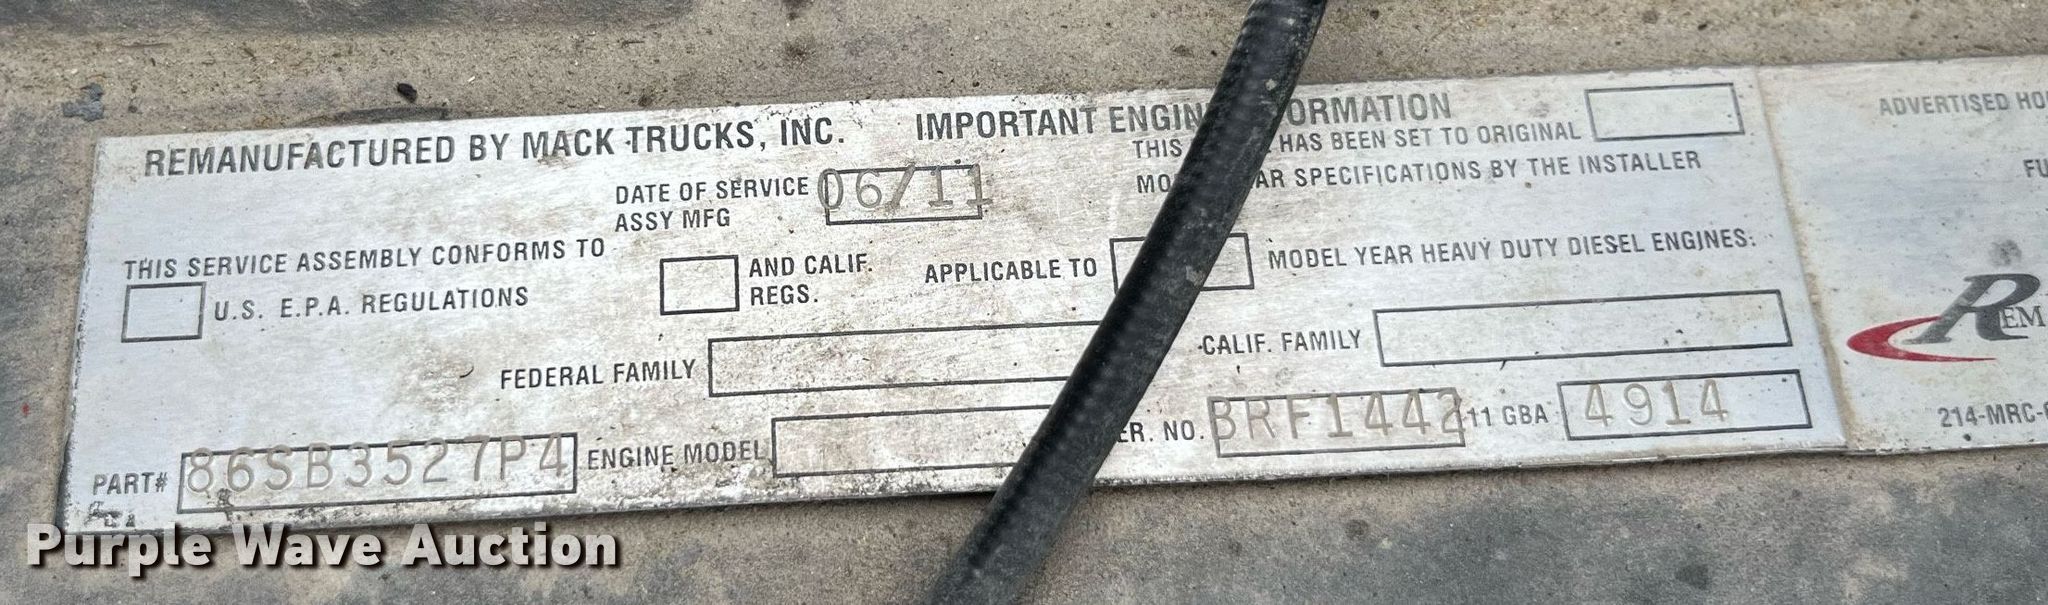 REMANUFACTURED BY MACK TRUCKS, INC.
IMPORTANT ENGIN ORMATION
THIS HAS BEEN SET TO ORIGINAL
MO AR SPECIFICATIONS BY THE INSTALLER
DATE OF SERVICE 06/11
ASSY MFG
THIS SERVICE ASSEMBLY CONFORMS TO
U.S. E.P.A. REGULATIONS
AND CALIF.
REGS.
APPLICABLE TO
MODEL YEAR HEAVY DUTY DIESEL ENGINES:
FEDERAL FAMILY
CALIF. FAMILY
PART# 86SB3527P4 ENGINE MODEL
ER. NO. BRF1442 11 GBA 4914
ADVERTISED HO
FU
REM
214-MRC-
Purple Wave Auction